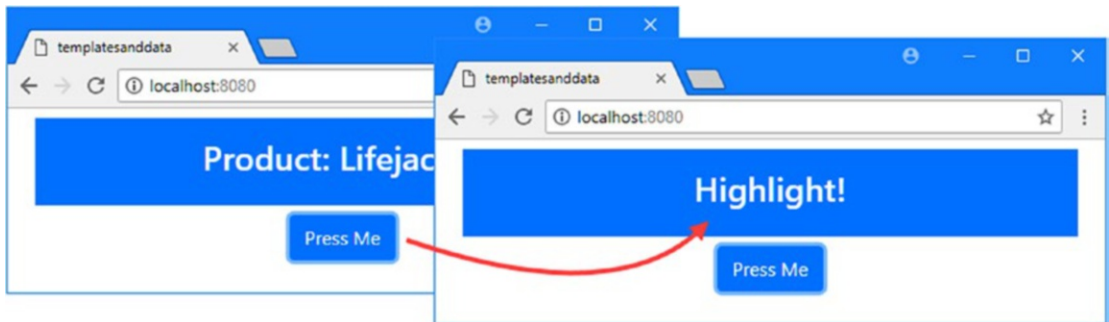 templatesanddata
localhost:8080
Product: Lifejac
Press Me
templatesanddata
localhost:8080
Highlight!
Press Me